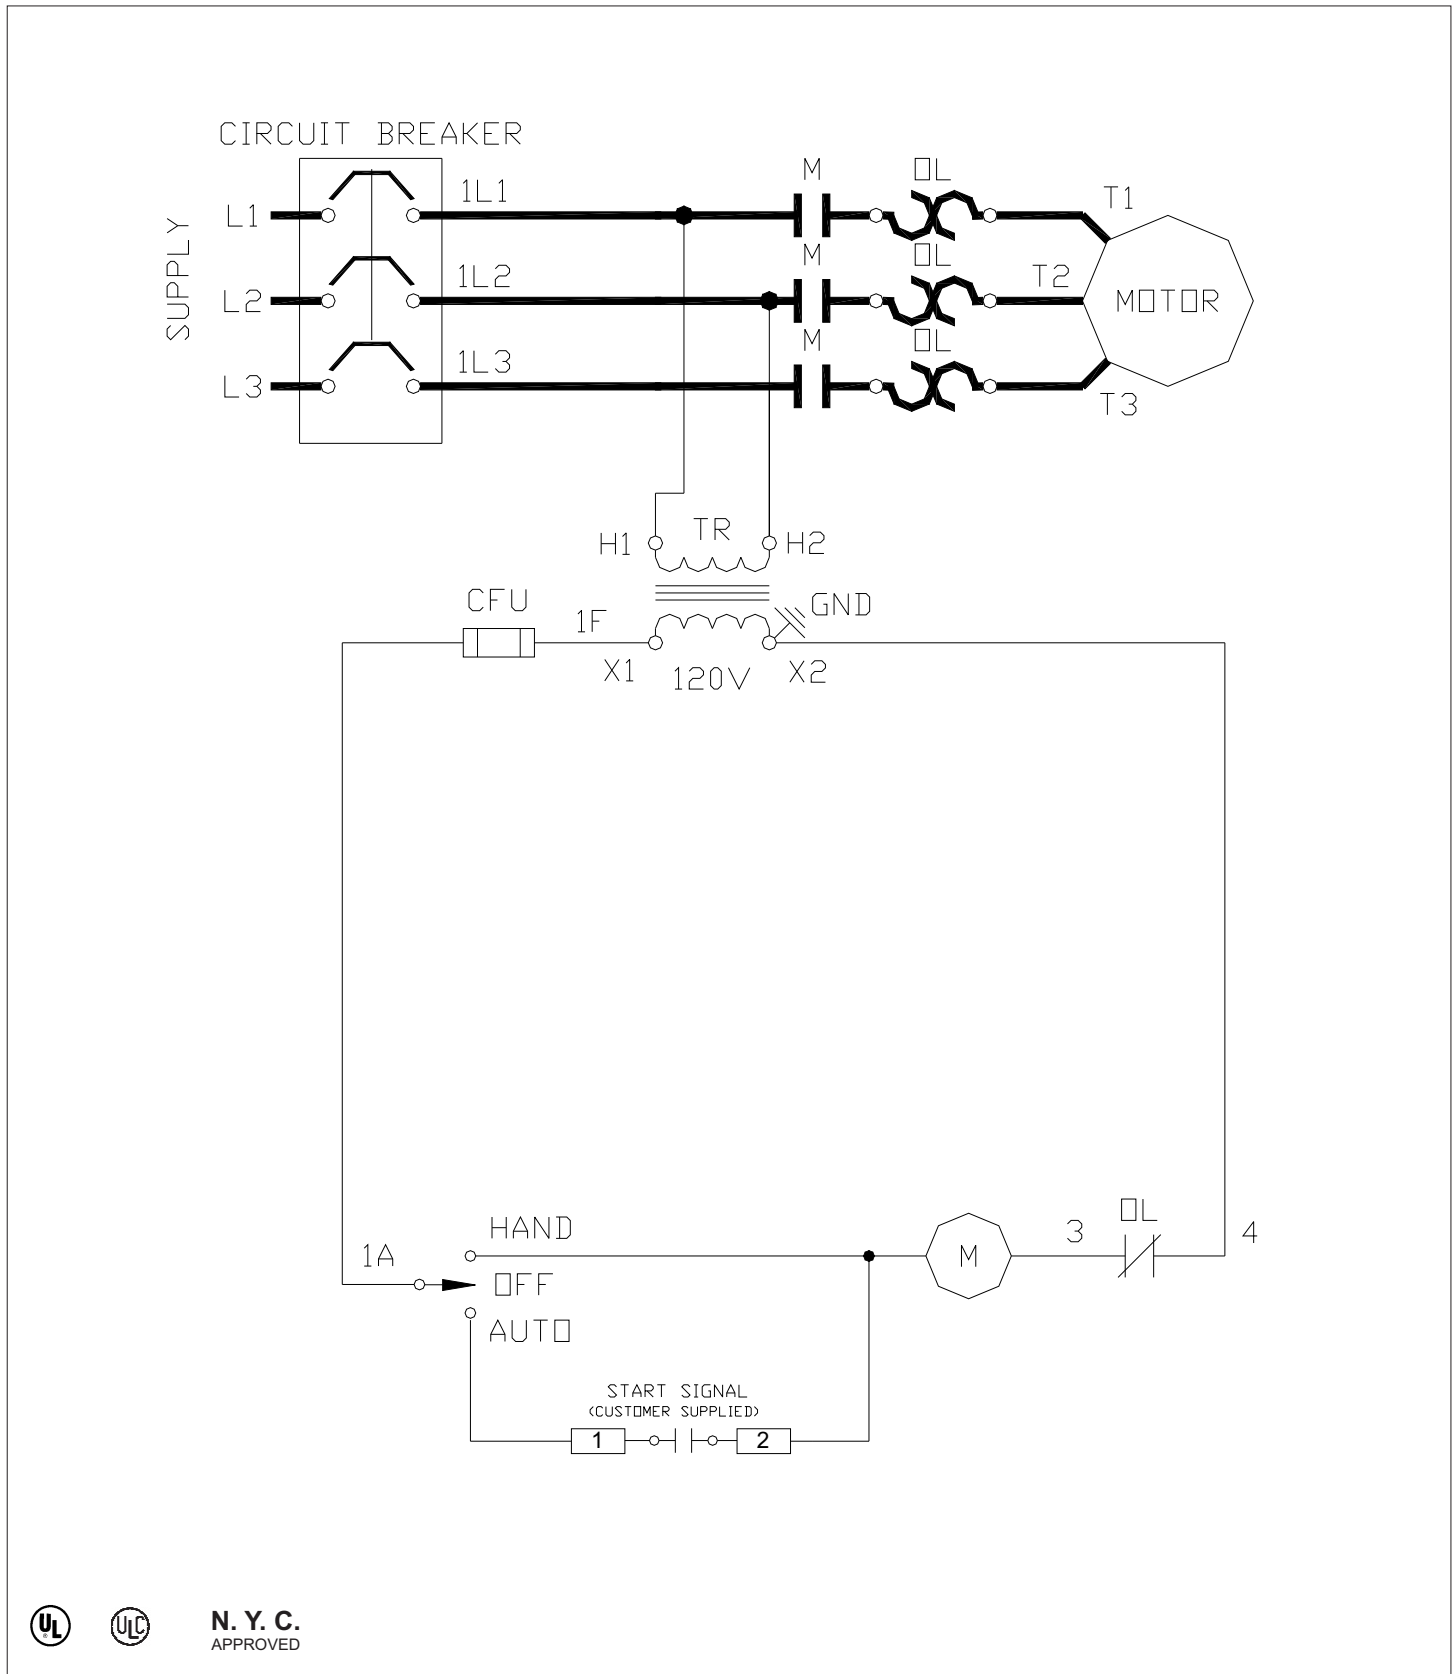 CIRCUIT BREAKER
SUPPLY
L1
1L1
M
OL
T1
L2
1L2
M
OL
T2
MOTOR
L3
1L3
M
OL
T3
H1
TR
H2
CFU
1F
GND
X1
120V
X2
HAND
1A
OFF
AUTO
M
3
OL
4
START SIGNAL
(CUSTOMER SUPPLIED)
1
2
UL
ULC
N. Y. C.
APPROVED